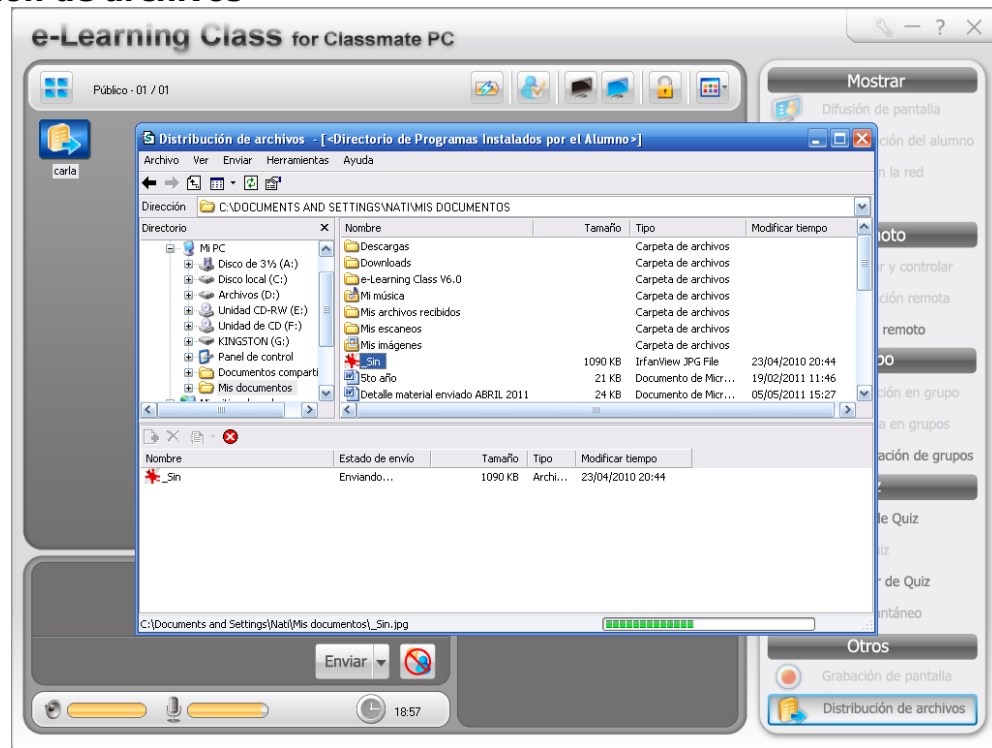 e-Learning Class for Classmate PC
?
Público - 01 / 01
carla
Mostrar
Difusión de pantalla
ción del alumno
n la red
oto
r y controlar
ción remota
remoto
po
ción en grupo
a en grupos
ación de grupos
de Quiz
iz
r de Quiz
ntáneo
Otros
Grabación de pantalla
Distribución de archivos
Distribución de archivos - [<Directorio de Programas Instalados por el Alumno>]
Archivo Ver Enviar Herramientas Ayuda
Dirección C:\DOCUMENTS AND SETTINGS\NATI\MIS DOCUMENTOS
Directorio
Mi PC
Disco de 3½ (A:)
Disco local (C:)
Archivos (D:)
Unidad CD-RW (E:)
Unidad de CD (F:)
KINGSTON (G:)
Panel de control
Documentos comparti
Mis documentos
Nombre Tamaño Tipo Modificar tiempo
Descargas Carpeta de archivos
Downloads Carpeta de archivos
e-Learning Class V6.0 Carpeta de archivos
Mi música Carpeta de archivos
Mis archivos recibidos Carpeta de archivos
Mis escaneos Carpeta de archivos
Mis imágenes Carpeta de archivos
_Sin 1090 KB IrfanView JPG File 23/04/2010 20:44
5to año 21 KB Documento de Micr... 19/02/2011 11:46
Detalle material enviado ABRIL 2011 24 KB Documento de Micr... 05/05/2011 15:27
Nombre Estado de envío Tamaño Tipo Modificar tiempo
_Sin Enviando... 1090 KB Archi... 23/04/2010 20:44
C:\Documents and Settings\Nati\Mis documentos\_Sin.jpg
Enviar
18:57